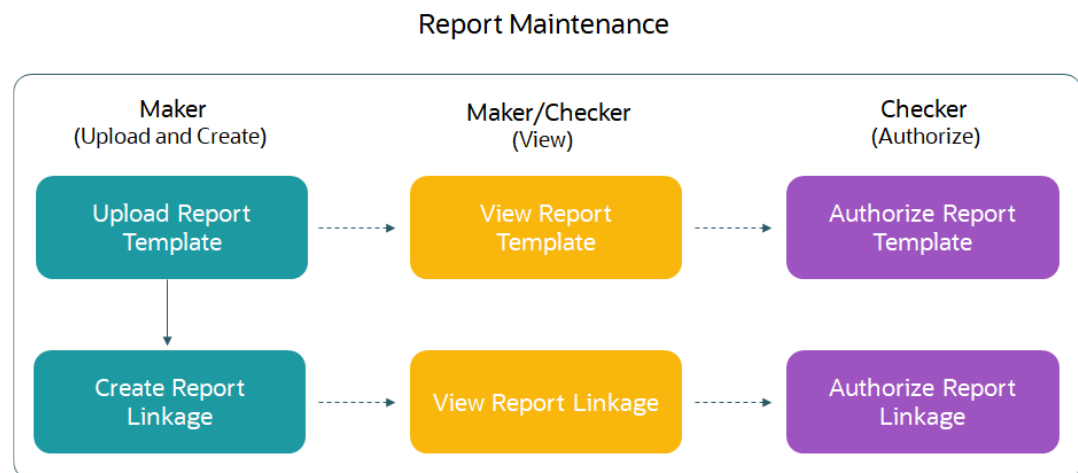 Report Maintenance
Maker
(Upload and Create)
Maker/Checker
(View)
Checker
(Authorize)
Upload Report
Template
View Report
Template
Authorize Report
Template
Create Report
Linkage
View Report Linkage
Authorize Report
Linkage